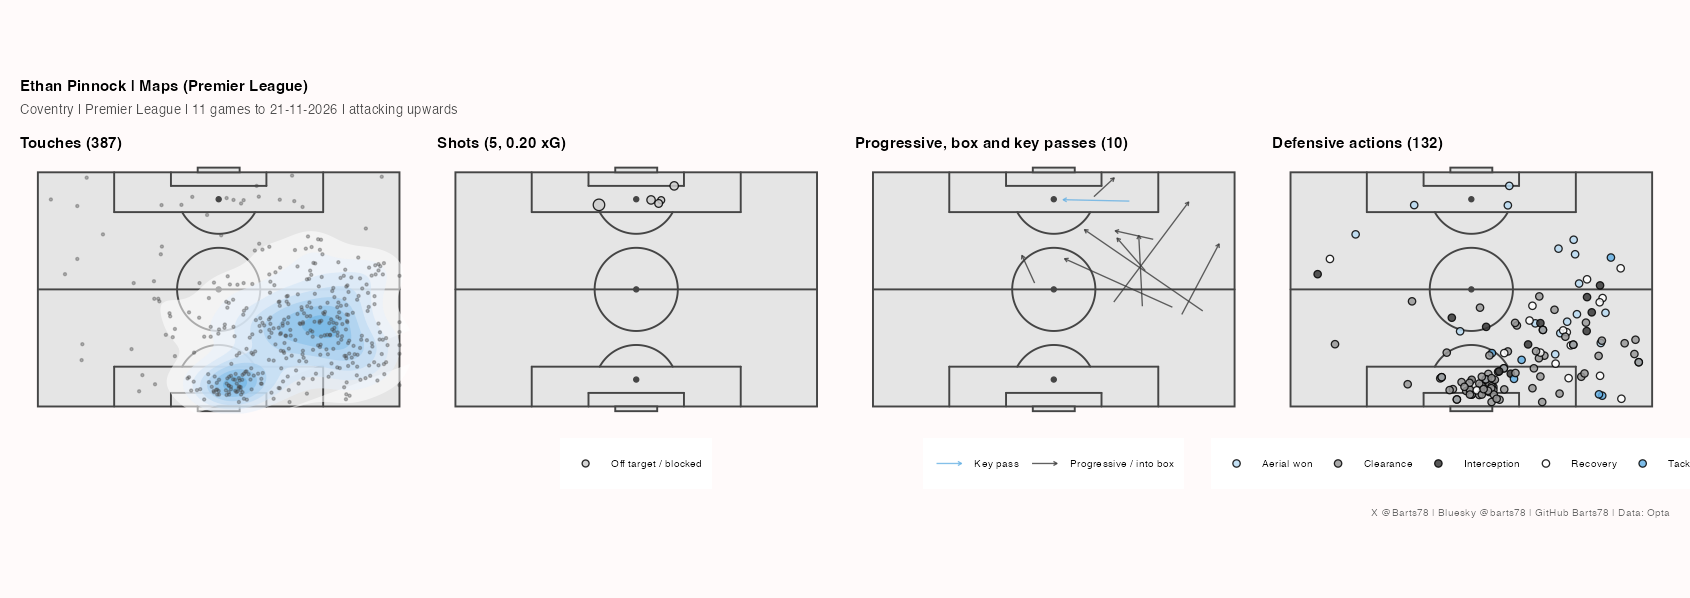 Ethan Pinnock | Maps (Premier League)
Coventry | Premier League | 11 games to 21-11-2026 | attacking upwards
Touches (387)
Shots (5, 0.20 xG)
Progressive, box and key passes (10)
Defensive actions (132)
Off target / blocked
Key pass
Progressive / into box
Aerial won
Clearance
Interception
Recovery
Tack
X @Barts78 | Bluesky @barts78 | GitHub Barts78 | Data: Opta